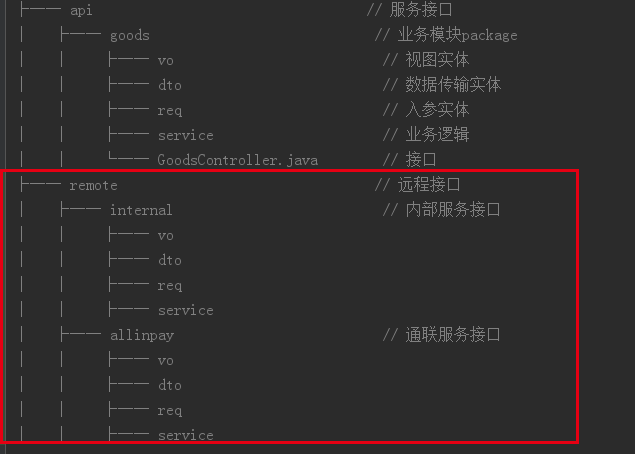 ├── api // 服务接口
│ ├── goods // 业务模块package
│ │ ├── vo // 视图实体
│ │ ├── dto // 数据传输实体
│ │ ├── req // 入参实体
│ │ ├── service // 业务逻辑
│ │ └── GoodsController.java // 接口
├── remote // 远程接口
│ ├── internal // 内部服务接口
│ │ ├── vo
│ │ ├── dto
│ │ ├── req
│ │ ├── service
│ ├── allinpay // 通联服务接口
│ │ ├── vo
│ │ ├── dto
│ │ ├── req
│ │ ├── service